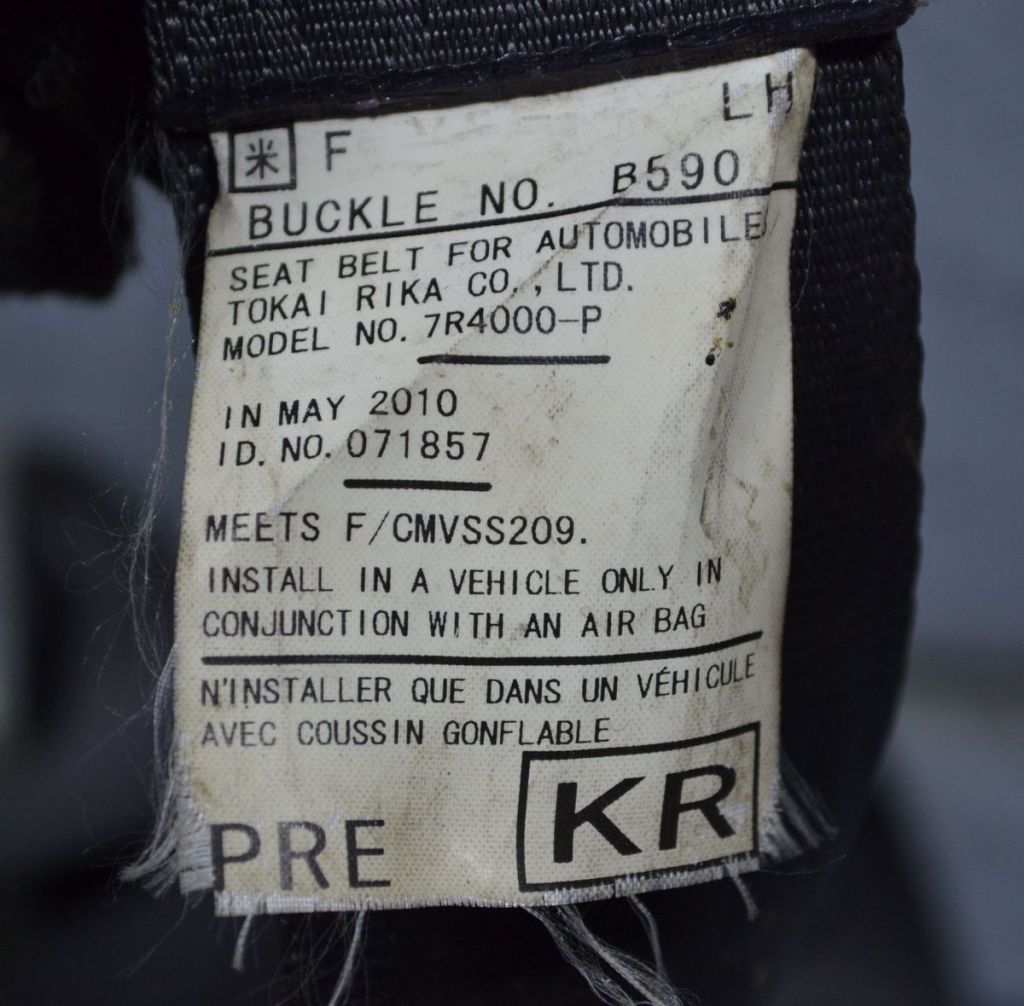 LH
米 F
BUCKLE NO. B590
SEAT BELT FOR AUTOMOBILE
TOKAI RIKA CO., LTD.
MODEL NO. 7R4000-P
IN MAY 2010
ID. NO. 071857
MEETS F/CMVSS209.
INSTALL IN A VEHICLE ONLY IN
CONJUNCTION WITH AN AIR BAG
N'INSTALLER QUE DANS UN VÉHICULE
AVEC COUSSIN GONFLABLE
PRE KR